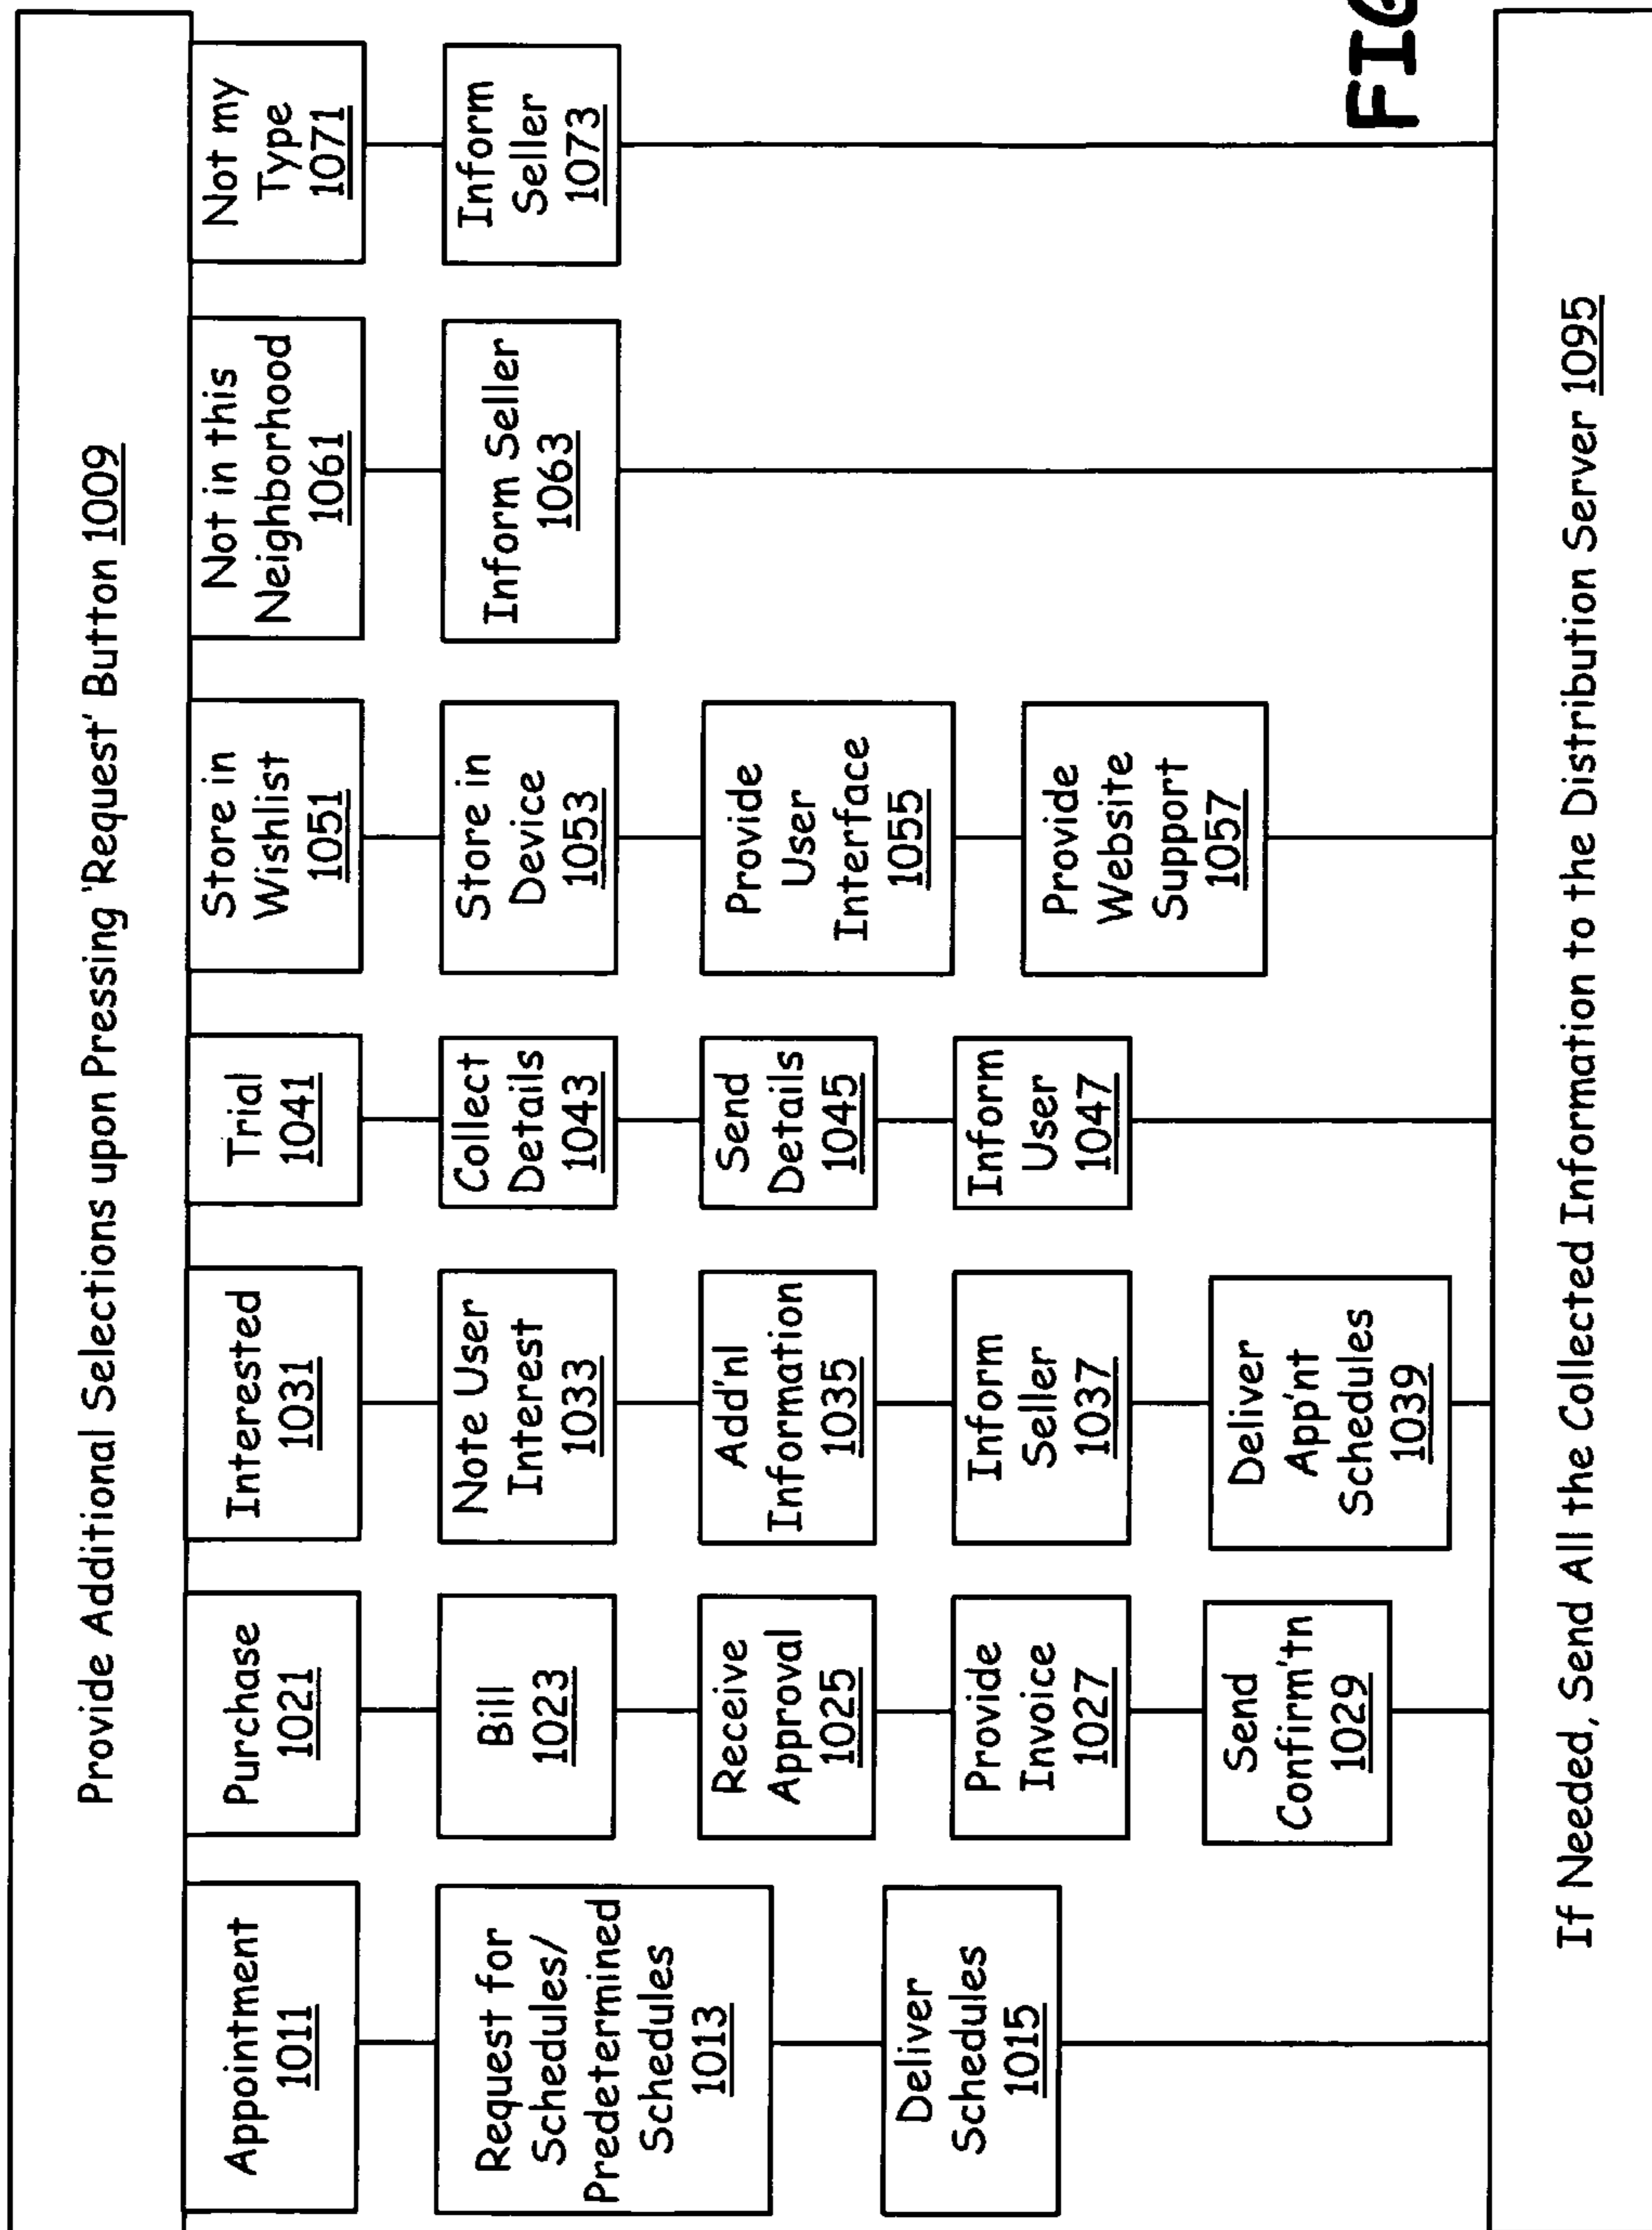 Provide Additional Selections upon Pressing 'Request' Button 1009
Appointment
1011
Request for
Schedules/
Predetermined
Schedules
1013
Deliver
Schedules
1015
Purchase
1021
Bill
1023
Receive
Approval
1025
Provide
Invoice
1027
Send
Confirm'tn
1029
Interested
1031
Note User
Interest
1033
Add'nl
Information
1035
Inform
Seller
1037
Deliver
App'nt
Schedules
1039
Trial
1041
Collect
Details
1043
Send
Details
1045
Inform
User
1047
Store in
Wishlist
1051
Store in
Device
1053
Provide
User
Interface
1055
Provide
Website
Support
1057
Not in this
Neighborhood
1061
Inform Seller
1063
Not my
Type
1071
Inform
Seller
1073
If Needed, Send All the Collected Information to the Distribution Server 1095